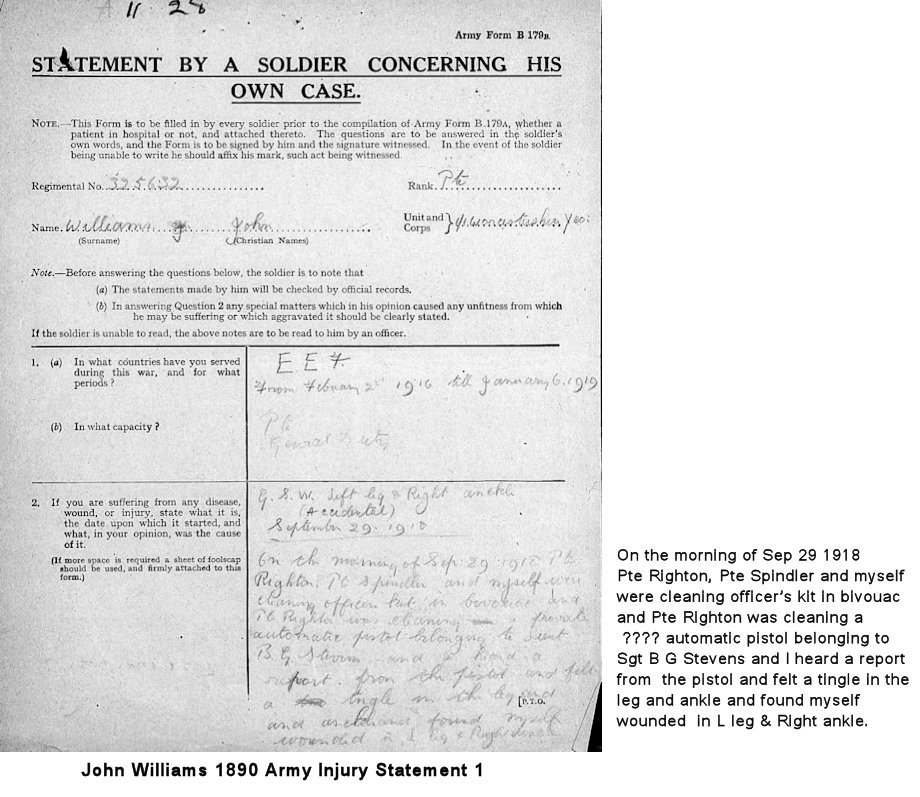 11 28
Army Form B 179B.
STATEMENT BY A SOLDIER CONCERNING HIS
OWN CASE.
NOTE.—This Form is to be filled in by every soldier prior to the compilation of Army Form B.179A, whether a
patient in hospital or not, and attached thereto. The questions are to be answered in the soldier's
own words, and the Form is to be signed by him and the signature witnessed. In the event of the soldier
being unable to write he should affix his mark, such act being witnessed.
Regimental No. 325632 Rank. Pte
Name. Williams J. John Unit and Corps } Worcestershire Yeo.
(Surname) (Christian Names)
Note.—Before answering the questions below, the soldier is to note that
(a) The statements made by him will be checked by official records.
(b) In answering Question 2 any special matters which in his opinion caused any unfitness from which
he may be suffering or which aggravated it should be clearly stated.
If the soldier is unable to read, the above notes are to be read to him by an officer.
1. (a) In what countries have you served
during this war, and for what
periods?
E E F
From February 2nd 1916 till January 6. 1919
(b) In what capacity?
Pte
General Duty
2. If you are suffering from any disease,
wound, or injury, state what it is,
the date upon which it started, and
what, in your opinion, was the cause
of it.
(If more space is required a sheet of foolscap
should be used, and firmly attached to this
form.)
G. S. W. Left leg & Right ankle
(Accidental)
September 29. 1918
On the morning of Sep. 29 1918 Pte
Righton, Pte Spindler and myself were
cleaning officers kit in bivouac and
Pte Righton was cleaning a private
automatic pistol belonging to Lieut
B. G. Stevens and I heard a
report from the pistol and felt
a tingle in the leg and
and ankle and found myself
wounded in L leg & Right ankle
[P.T.O.
On the morning of Sep 29 1918
Pte Righton, Pte Spindler and myself
were cleaning officer's kit in bivouac
and Pte Righton was cleaning a
???? automatic pistol belonging to
Sgt B G Stevens and I heard a report
from the pistol and felt a tingle in the
leg and ankle and found myself
wounded in L leg & Right ankle.
John Williams 1890 Army Injury Statement 1